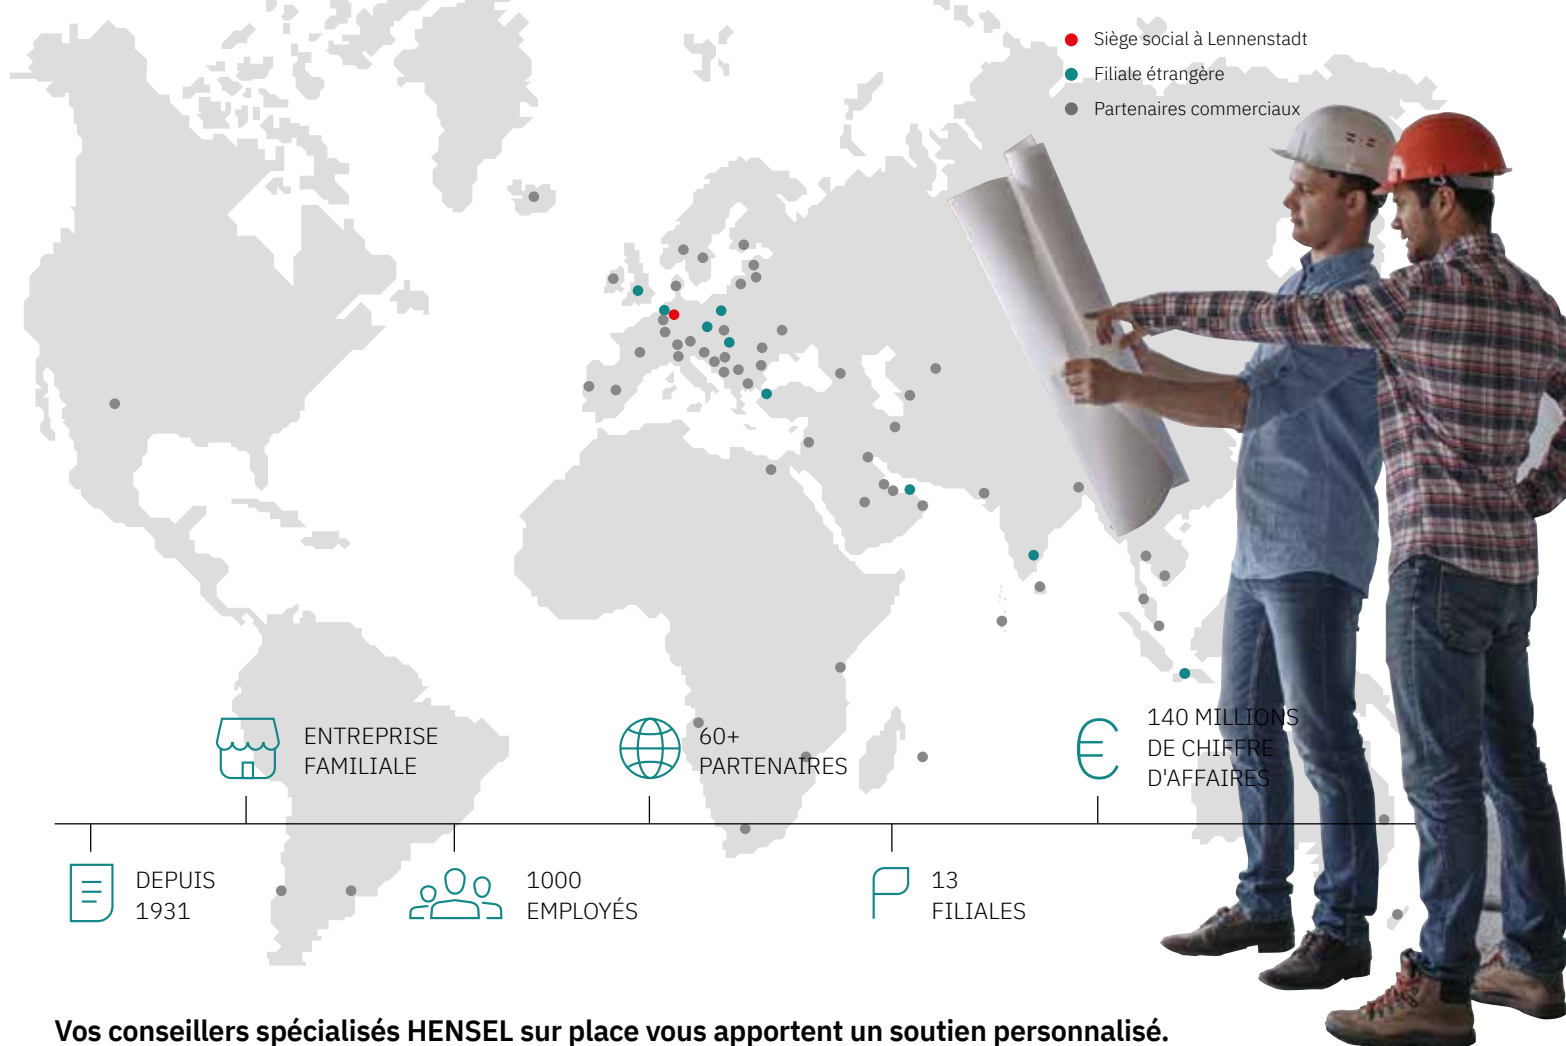 Siège social à Lennenstadt
Filiale étrangère
Partenaires commerciaux
ENTREPRISE
FAMILIALE
60+
PARTENAIRES
140 MILLIONS
DE CHIFFRE
D'AFFAIRES
DEPUIS
1931
1000
EMPLOYÉS
13
FILIALES
Vos conseillers spécialisés HENSEL sur place vous apportent un soutien personnalisé.